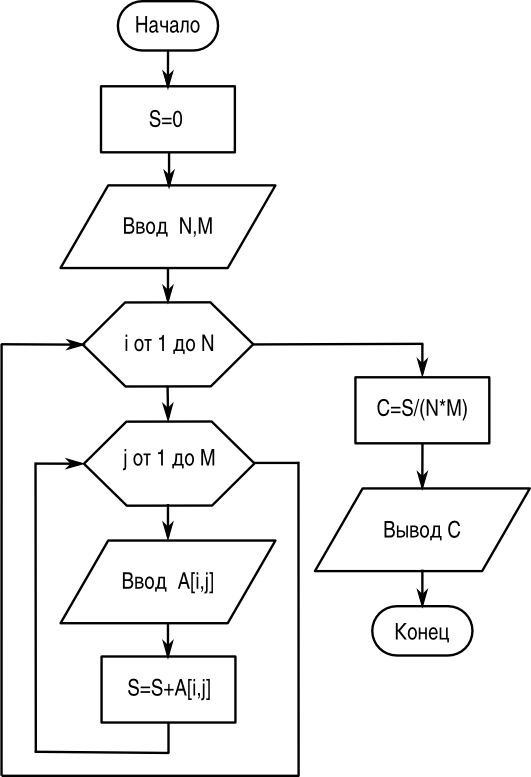 Начало
S=0
Ввод N,M
i от 1 до N
j от 1 до M
Ввод A[i,j]
S=S+A[i,j]
C=S/(N*M)
Вывод C
Конец